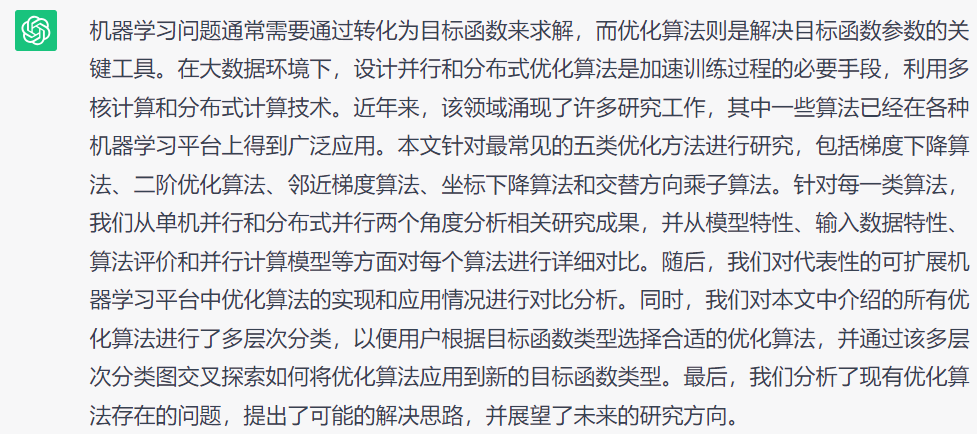 机器学习问题通常需要通过转化为目标函数来求解，而优化算法则是解决目标函数参数的关
键工具。在大数据环境下，设计并行和分布式优化算法是加速训练过程的必要手段，利用多
核计算和分布式计算技术。近年来，该领域涌现了许多研究工作，其中一些算法已经在各种
机器学习平台上得到广泛应用。本文针对最常见的五类优化方法进行研究，包括梯度下降算
法、二阶优化算法、邻近梯度算法、坐标下降算法和交替方向乘子算法。针对每一类算法，
我们从单机并行和分布式并行两个角度分析相关研究成果，并从模型特性、输入数据特性、
算法评价和并行计算模型等方面对每个算法进行详细对比。随后，我们对代表性的可扩展机
器学习平台中优化算法的实现和应用情况进行对比分析。同时，我们对本文中介绍的所有优
化算法进行了多层次分类，以便用户根据目标函数类型选择合适的优化算法，并通过该多层
次分类图交叉探索如何将优化算法应用到新的目标函数类型。最后，我们分析了现有优化算
法存在的问题，提出了可能的解决思路，并展望了未来的研究方向。